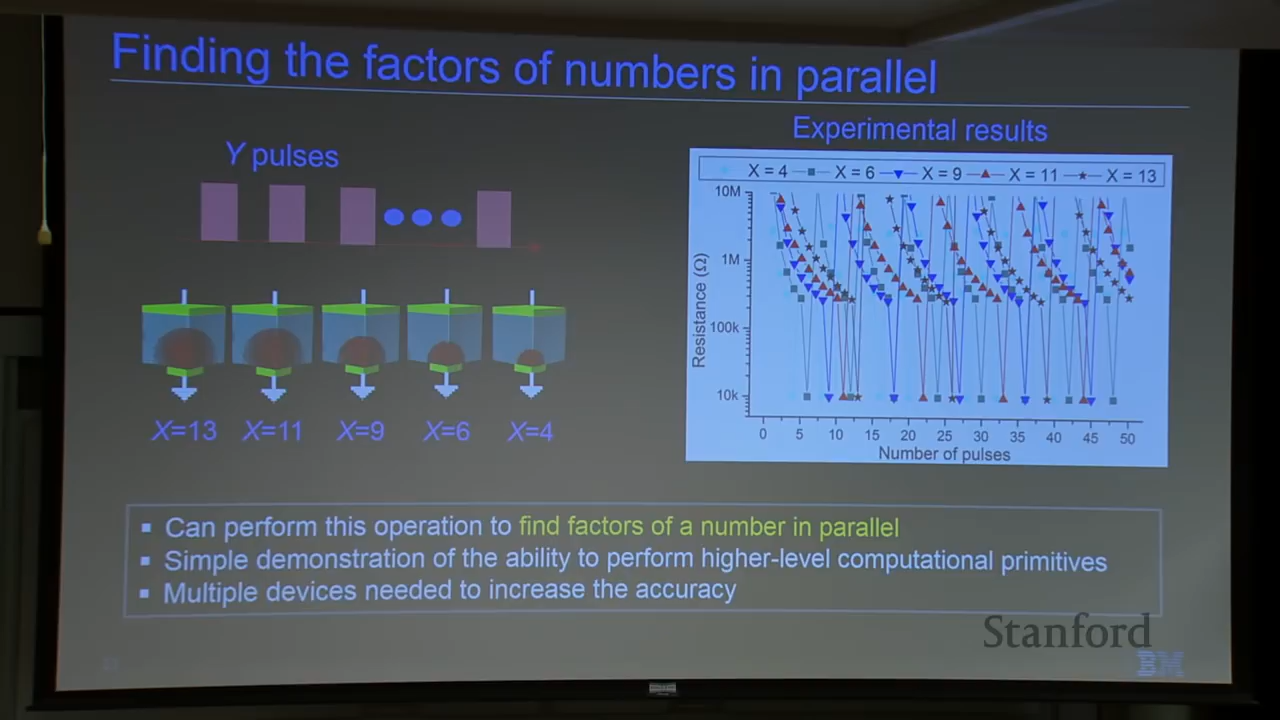 Finding the factors of numbers in parallel
Y pulses
X=13 X=11 X=9 X=6 X=4
Experimental results
X = 4 X = 6 X = 9 X = 11 X = 13
10M
1M
100k
10k
Resistance (Ω)
0 5 10 15 20 25 30 35 40 45 50
Number of pulses
▪ Can perform this operation to find factors of a number in parallel
▪ Simple demonstration of the ability to perform higher-level computational primitives
▪ Multiple devices needed to increase the accuracy
Stanford
IBM